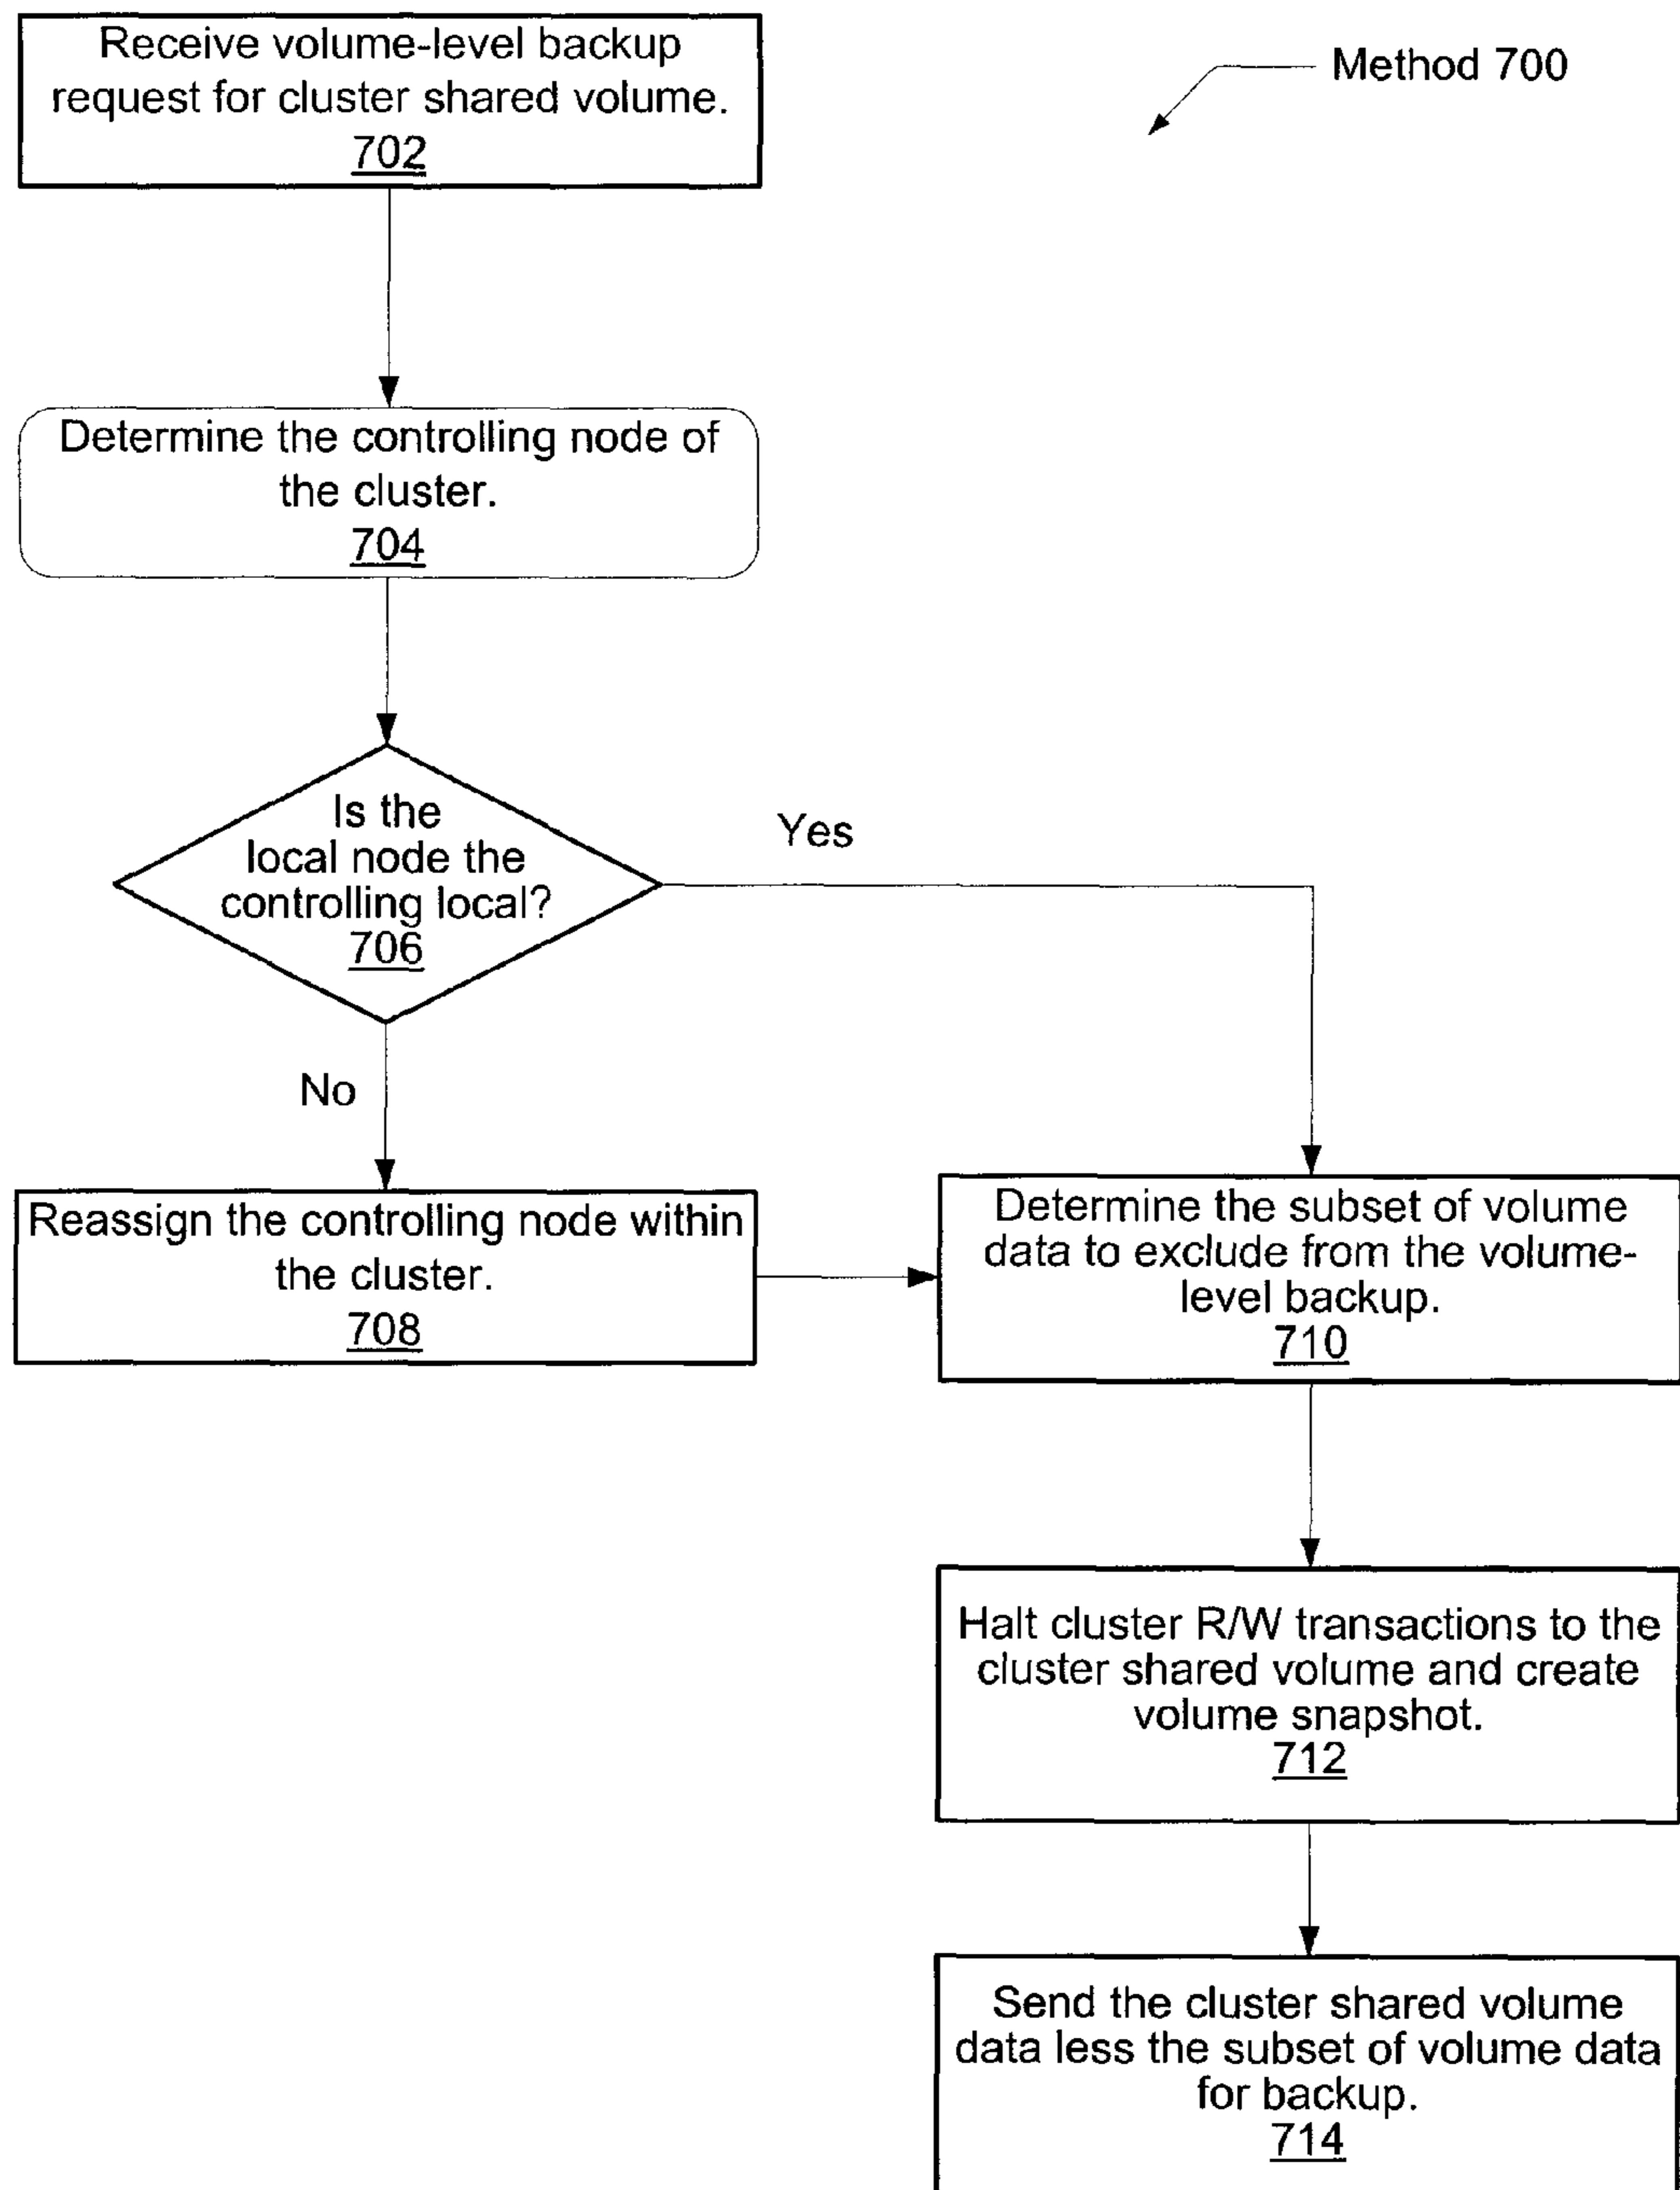 Receive volume-level backup
request for cluster shared volume.
702
Method 700
Determine the controlling node of
the cluster.
704
Is the
local node the
controlling local?
706
Yes
No
Reassign the controlling node within
the cluster.
708
Determine the subset of volume
data to exclude from the volume-
level backup.
710
Halt cluster R/W transactions to the
cluster shared volume and create
volume snapshot.
712
Send the cluster shared volume
data less the subset of volume data
for backup.
714